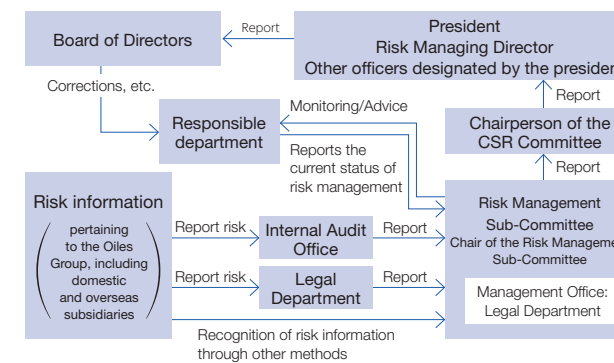 Board of Directors
Report
President
Risk Managing Director
Other officers designated by the presiden
Corrections, etc.
Responsible
department
Monitoring/Advice
Reports the
current status of
risk management
Report
Chairperson of the
CSR Committee
Report
Risk information
pertaining
to the Oiles
Group, including
domestic
and overseas
subsidiaries
Report risk
Internal Audit
Office
Report
Report risk
Legal
Department
Report
Risk Management
Sub-Committee
Chair of the Risk Manageme
Sub-Committee
Management Office:
Legal Department
Recognition of risk information
through other methods